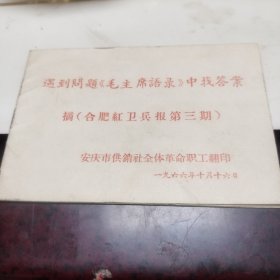 遇到問題《毛主席語录》中找答案
摘(合肥紅卫兵报第三期)
安庆市供銷社全体革命职工翻印
一九六六年十月十六日